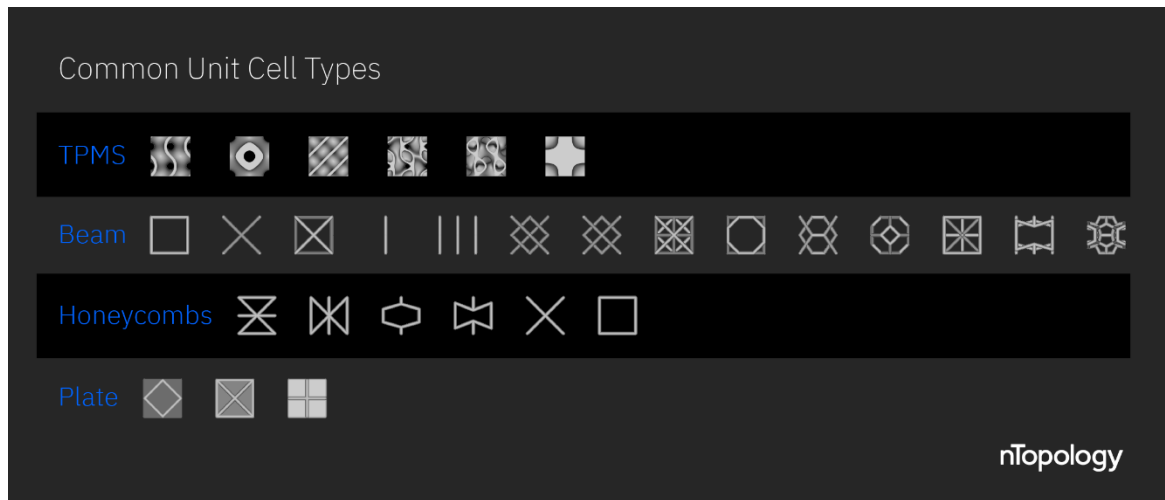 Common Unit Cell Types
TPMS
Beam
Honeycombs
Plate
nTopology